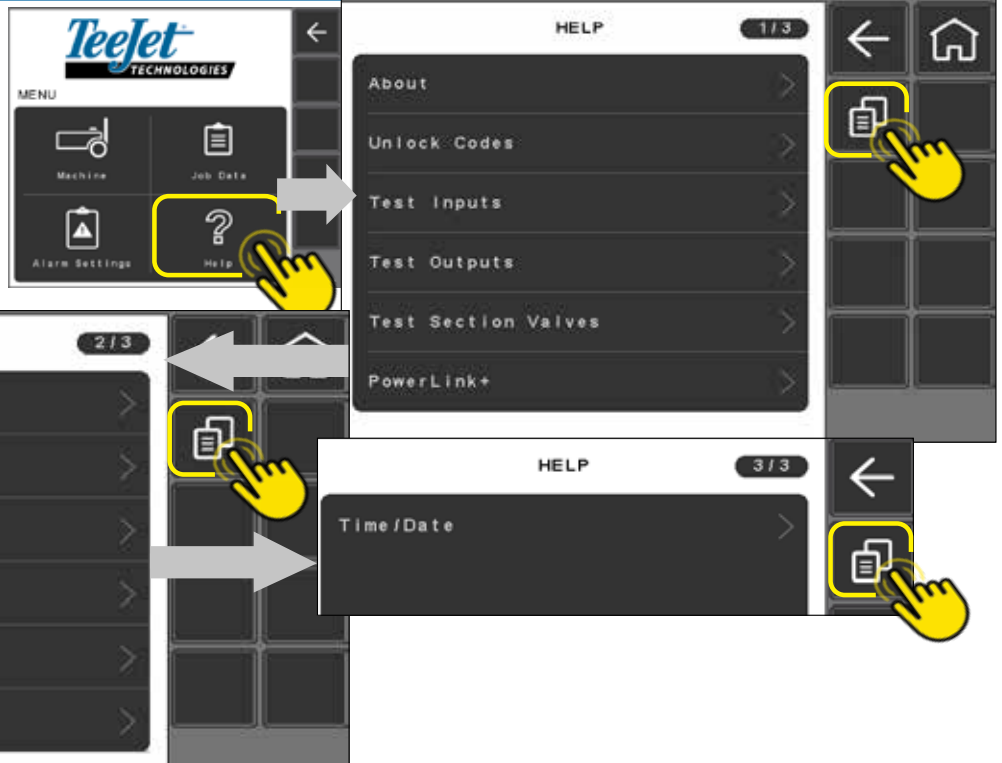 TeeJet
TECHNOLOGIES
MENU
Machine
Job Data
Alarm Settings
Help
HELP
1/3
About
Unlock Codes
Test Inputs
Test Outputs
Test Section Valves
PowerLink+
2/3
HELP
3/3
Time/Date